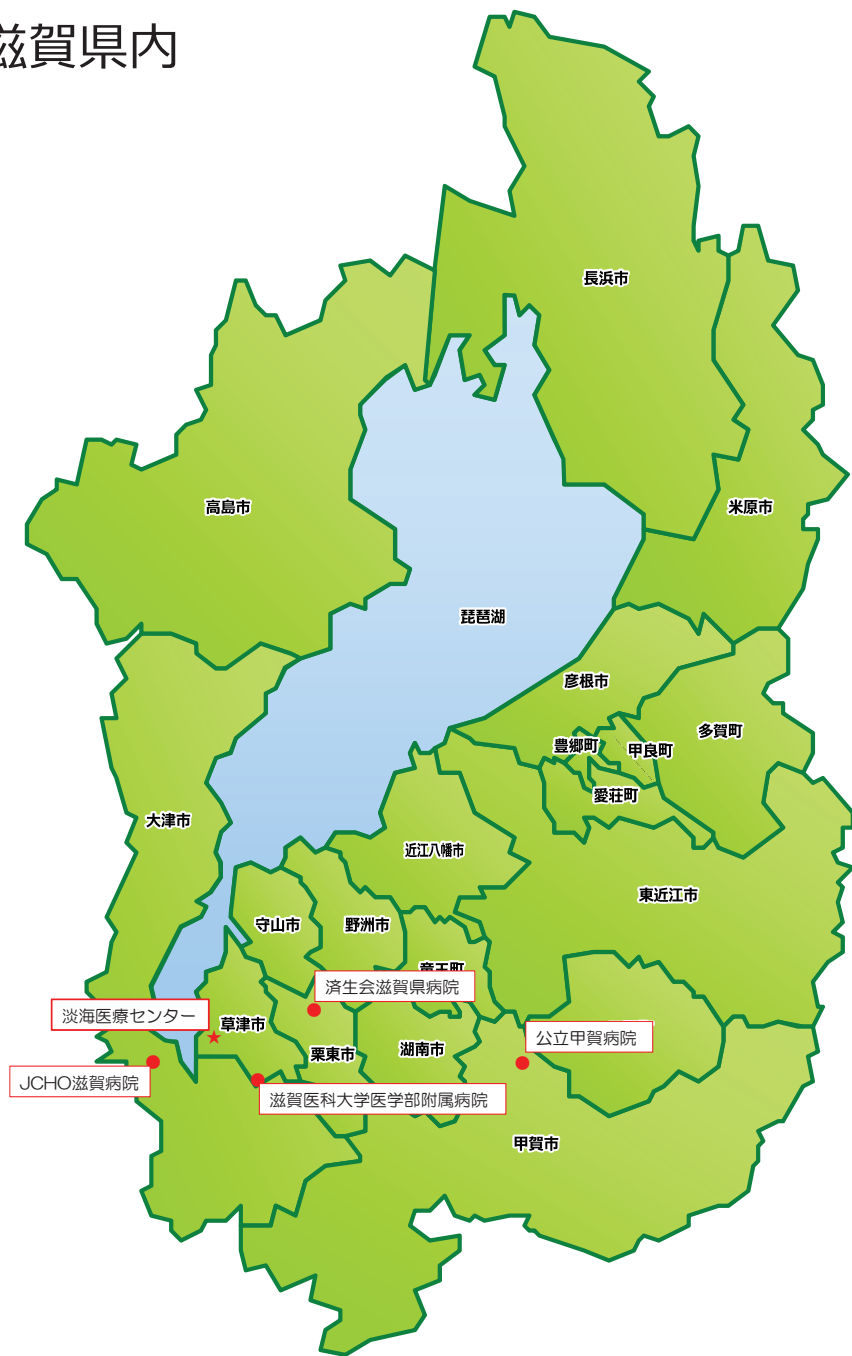 滋賀県内
長浜市
高島市
米原市
琵琶湖
彦根市
多賀町
豊郷町
甲良町
愛荘町
大津市
近江八幡市
東近江市
守山市
野洲市
竜王町
済生会滋賀県病院
淡海医療センター
草津市
公立甲賀病院
栗東市
湖南市
JCHO滋賀病院
滋賀医科大学医学部附属病院
甲賀市